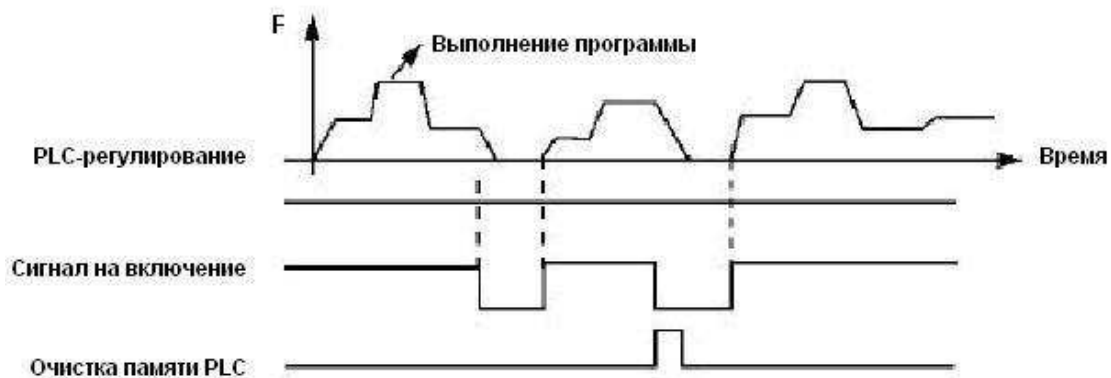 F
Выполнение программы
PLC-регулирование
Время
Сигнал на включение
Очистка памяти PLC